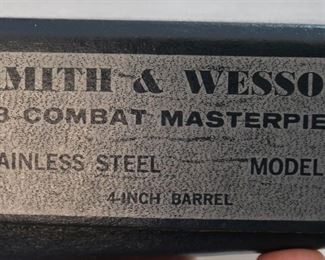 MITH & WESSO
8 COMBAT MASTERPIE
AINLESS STEEL MODEL
4-INCH BARREL